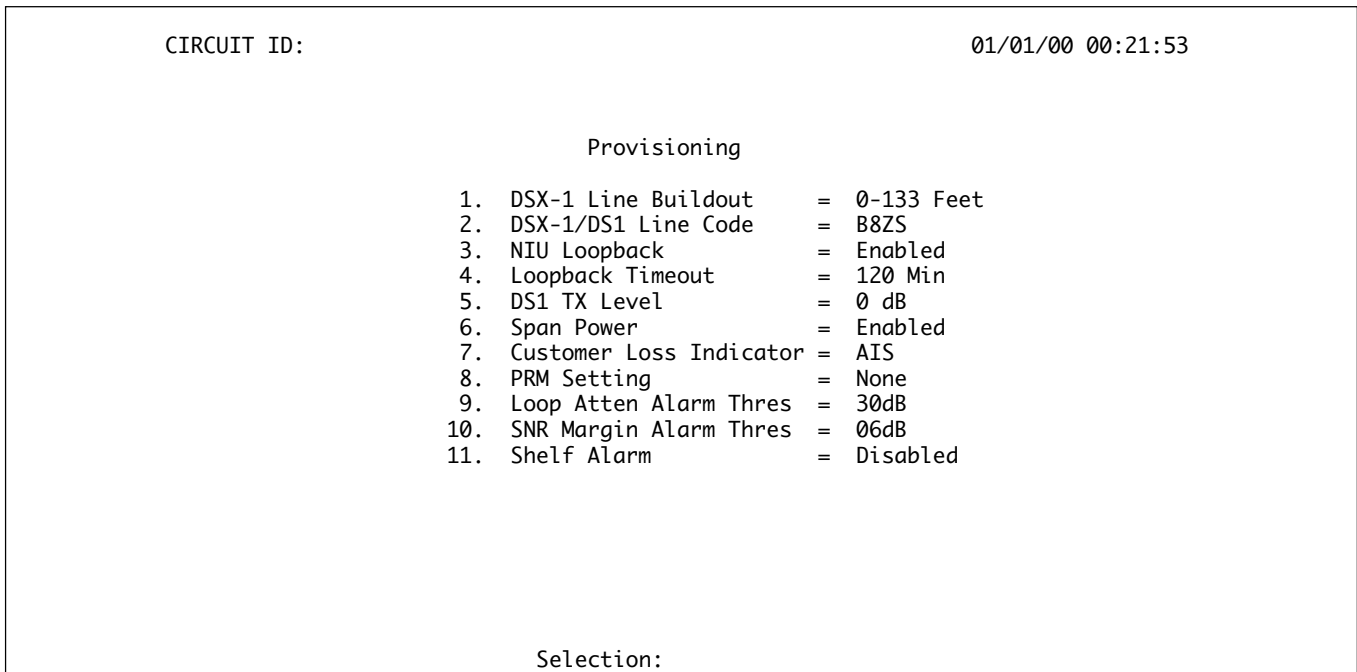 CIRCUIT ID: 01/01/00 00:21:53
Provisioning
1. DSX-1 Line Buildout = 0-133 Feet
2. DSX-1/DS1 Line Code = B8ZS
3. NIU Loopback = Enabled
4. Loopback Timeout = 120 Min
5. DS1 TX Level = 0 dB
6. Span Power = Enabled
7. Customer Loss Indicator = AIS
8. PRM Setting = None
9. Loop Atten Alarm Thres = 30dB
10. SNR Margin Alarm Thres = 06dB
11. Shelf Alarm = Disabled
Selection: